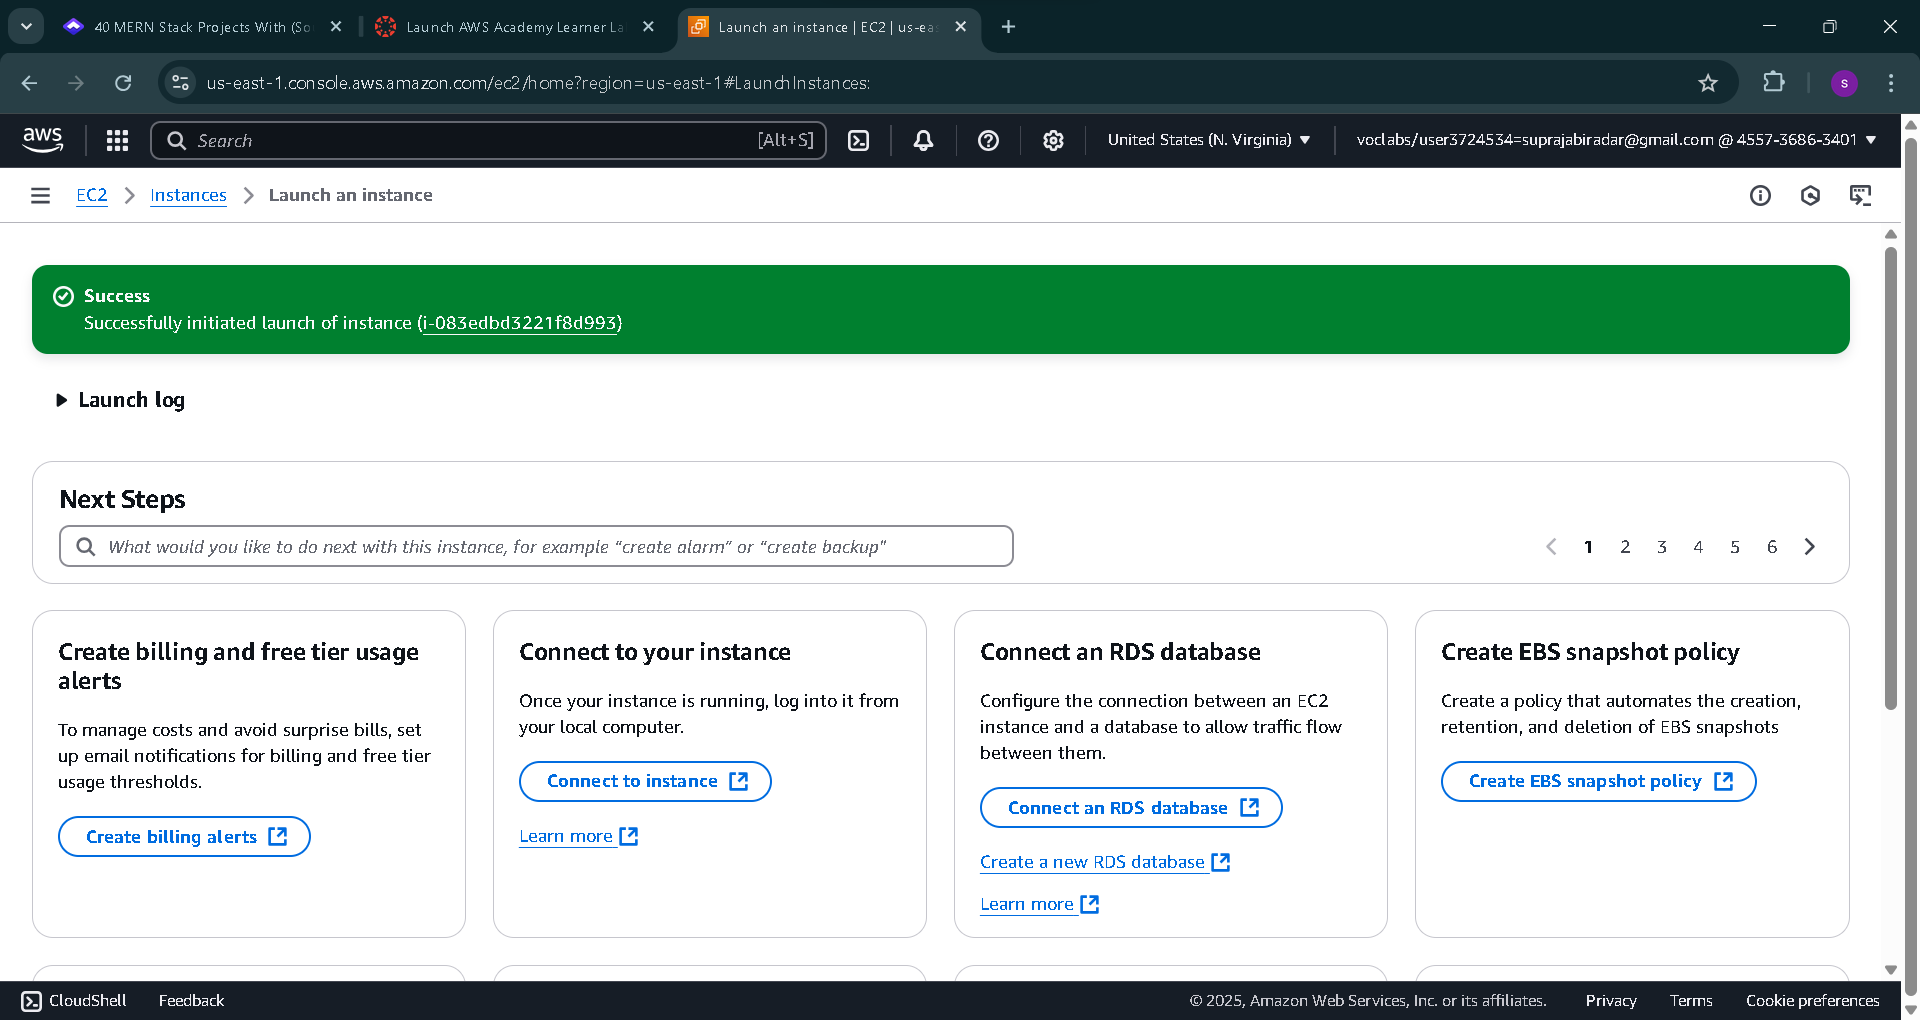 40 MERN Stack Projects With (So
Launch AWS Academy Learner La
Launch an instance | EC2 | us-eas
us-east-1.console.aws.amazon.com/ec2/home?region=us-east-1#LaunchInstances:
s
aws
Search
[Alt+S]
United States (N. Virginia)
voclabs/user3724534=suprajabiradar@gmail.com @ 4557-3686-3401
EC2
Instances
Launch an instance
Success
Successfully initiated launch of instance (i-083edbd3221f8d993)
Launch log
Next Steps
What would you like to do next with this instance, for example “create alarm” or “create backup”
1 2 3 4 5 6
Create billing and free tier usage
alerts
To manage costs and avoid surprise bills, set
up email notifications for billing and free tier
usage thresholds.
Create billing alerts
Connect to your instance
Once your instance is running, log into it from
your local computer.
Connect to instance
Learn more
Connect an RDS database
Configure the connection between an EC2
instance and a database to allow traffic flow
between them.
Connect an RDS database
Create a new RDS database
Learn more
Create EBS snapshot policy
Create a policy that automates the creation,
retention, and deletion of EBS snapshots
Create EBS snapshot policy
CloudShell
Feedback
© 2025, Amazon Web Services, Inc. or its affiliates.
Privacy
Terms
Cookie preferences